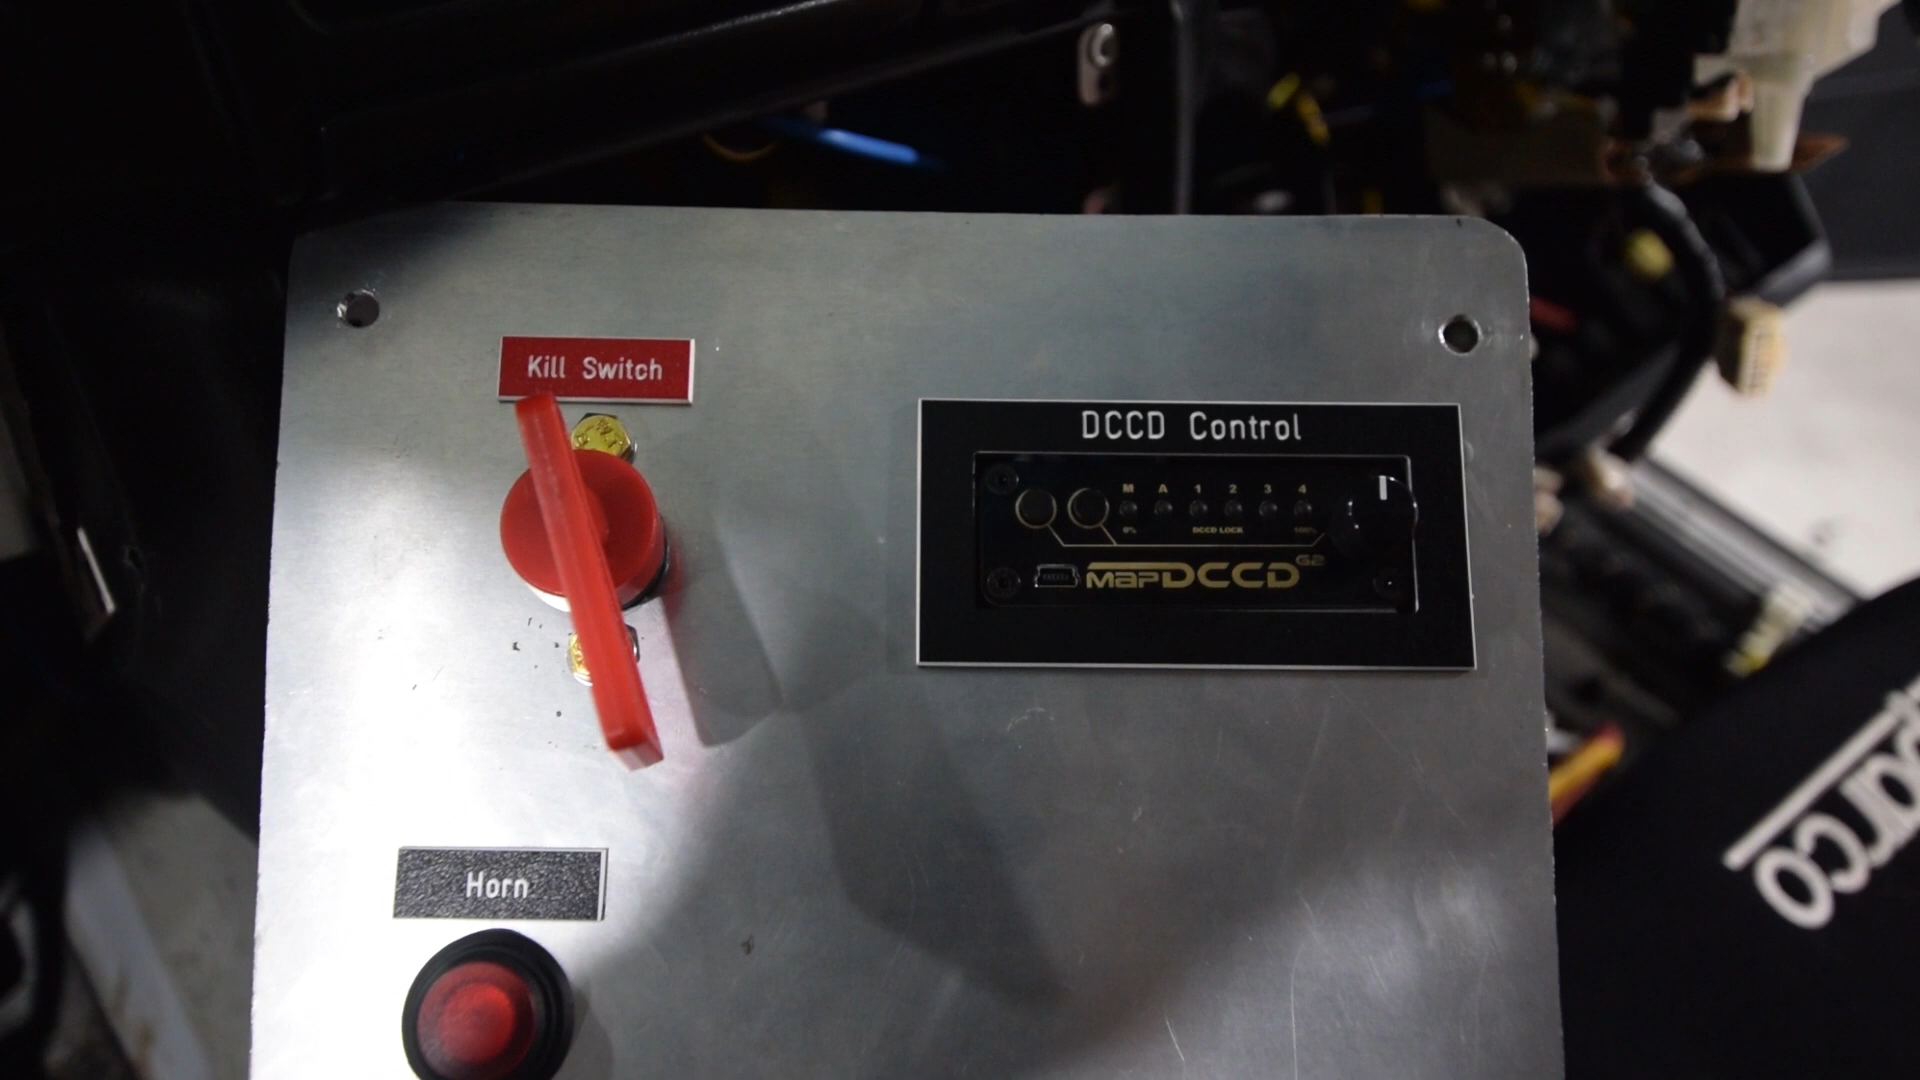 Kill Switch
DCCD Control
M A 1 2 3 4
0% DCCD LOCK 100%
MAPDCCD G2
Horn
sparco